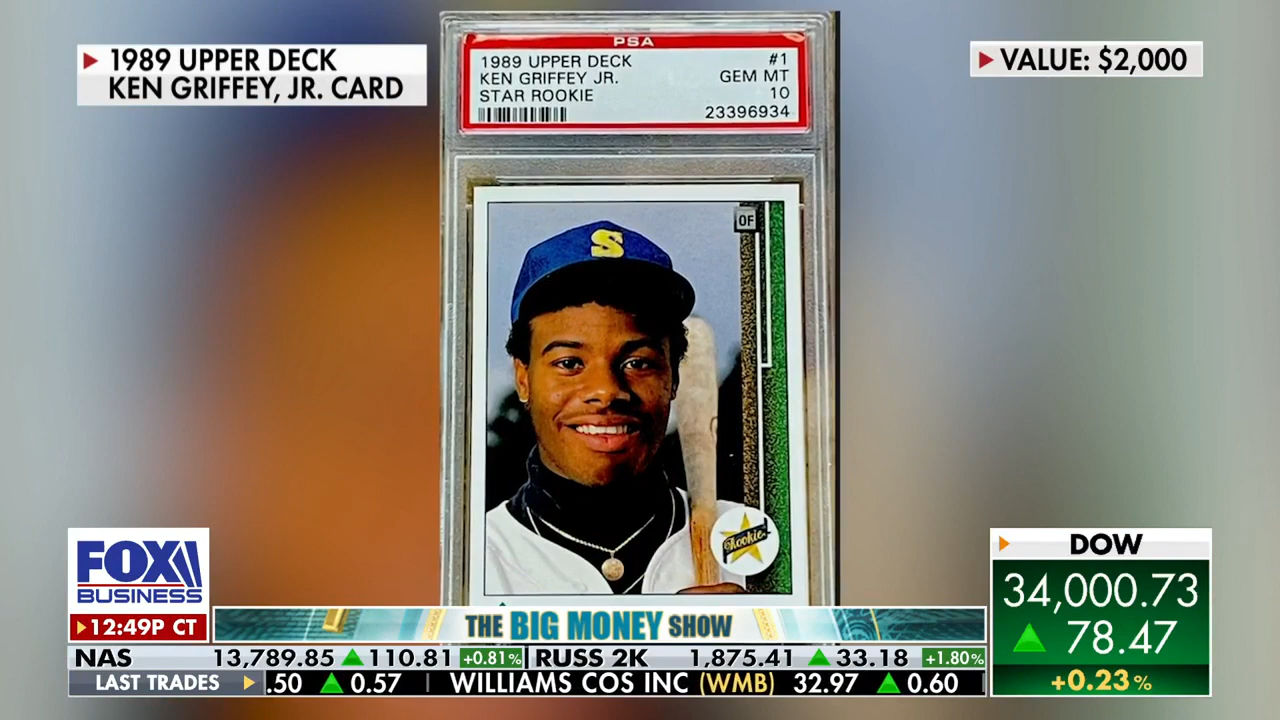 1989 UPPER DECK
KEN GRIFFEY, JR. CARD
VALUE: $2,000
PSA
1989 UPPER DECK #1
KEN GRIFFEY JR. GEM MT
STAR ROOKIE 10
23396934
OF
S
Rookie
FOX
BUSINESS
12:49P CT
THE BIG MONEY SHOW
DOW
34,000.73
78.47
+0.23%
NAS 13,789.85 110.81 +0.81% RUSS 2K 1,875.41 33.18 +1.80%
LAST TRADES .50 0.57 WILLIAMS COS INC (WMB) 32.97 0.60